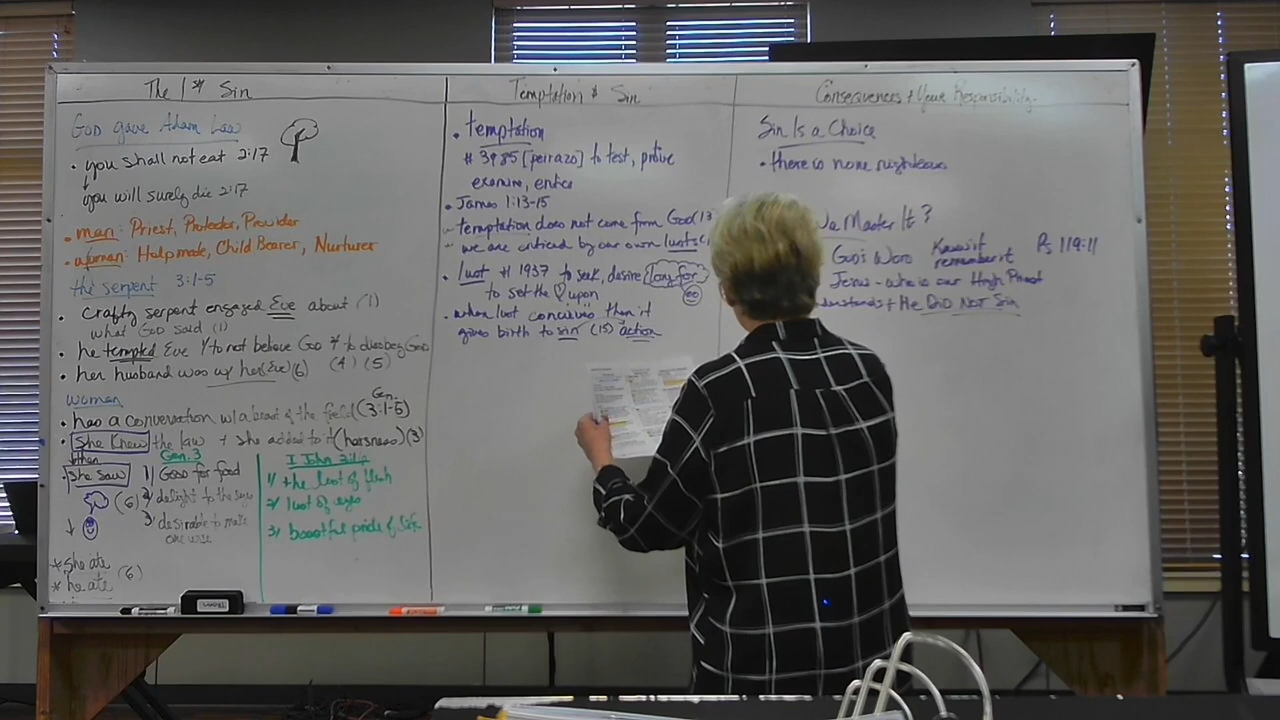 The 1st Sin
God gave Adam Law
• you shall not eat 2:17
you will surely die 2:17
• man: Priest, Protector, Provider
• woman: Helpmate, Child Bearer, Nurturer
the serpent 3:1-5
• Crafty serpent engaged Eve about (1)
what God said (1)
• he tempted Eve 1/ to not believe God 2/ to disobey God
• her husband was w/ her (Eve) (6) (4) (5)
woman
• has a conversation w/ a beast of the field (Gen. 3:1-5)
• She Knew the law + she added to it (harshness) (3)
then Gen. 3
• She Saw 1/ Good for food
(6) 2/ delight to the eyes
3/ desirable to make
one wise
* She ate
* he ate (6)
I John 2:16
1/ the lust of flesh
2/ lust of eyes
3/ boastful pride of life
Temptation & Sin
• temptation
# 3985 [peirazo] to test, prove
examine, entice
• James 1:13-15
temptation does not come from God (13
we are enticed by our own lusts (
• lust # 1937 to seek, desire long for
to set the ♡ upon
• when lust conceives then it
gives birth to sin (15) action
Consequences + Your Responsibility
Sin Is a Choice
• there is none righteous
Master It?
God's Word Know it remember it Ps 119:11
Jesus - who is our High Priest
understands + He DID NOT Sin